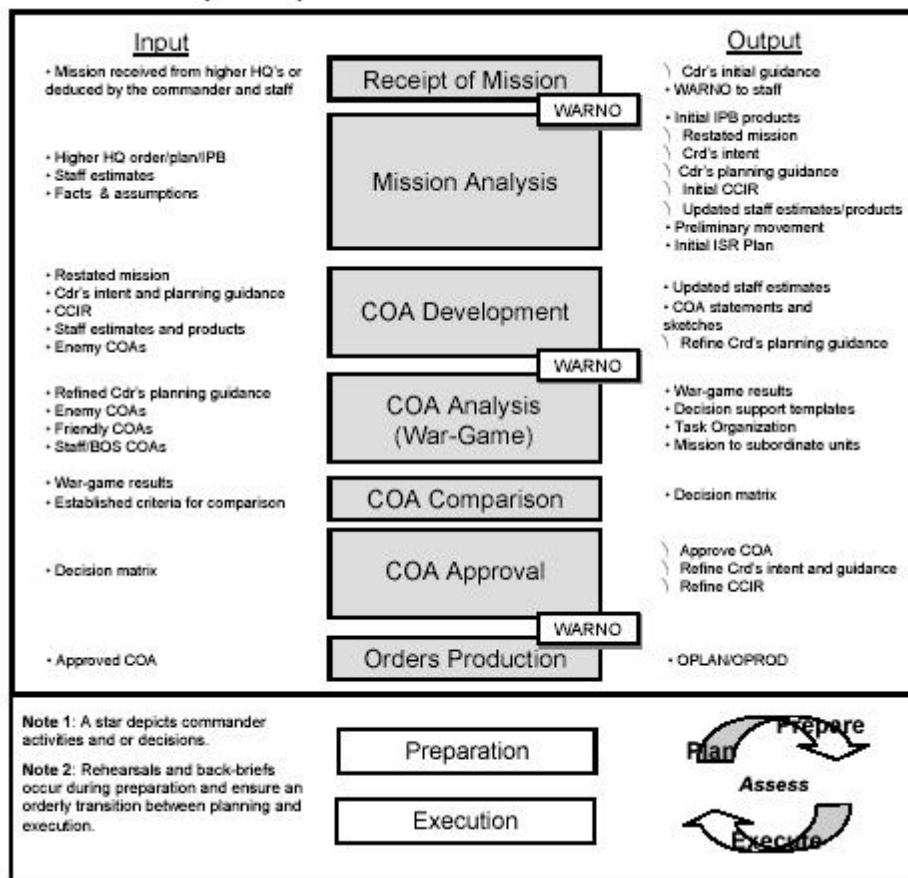 Input
Output
• Mission received from higher HQ's or
deduced by the commander and staff
Receipt of Mission
) Cdr's initial guidance
• WARNO to staff
WARNO
• Higher HQ order/plan/IPB
• Staff estimates
• Facts & assumptions
Mission Analysis
• Initial IPB products
) Restated mission
) Crd's intent
) Cdr's planning guidance
) Initial CCIR
) Updated staff estimates/products
• Preliminary movement
• Initial ISR Plan
• Restated mission
• Cdr's intent and planning guidance
• CCIR
• Staff estimates and products
• Enemy COAs
COA Development
• Updated staff estimates
• COA statements and
sketches
) Refine Crd's planning guidance
WARNO
• Refined Cdr's planning guidance
• Enemy COAs
• Friendly COAs
• Staff/BOS COAs
COA Analysis
(War-Game)
• War-game results
• Decision support templates
• Task Organization
• Mission to subordinate units
• War-game results
• Established criteria for comparison
COA Comparison
• Decision matrix
• Decision matrix
COA Approval
) Approve COA
) Refine Crd's intent and guidance
) Refine CCIR
WARNO
• Approved COA
Orders Production
• OPLAN/OPROD
Note 1: A star depicts commander
activities and or decisions.
Note 2: Rehearsals and back-briefs
occur during preparation and ensure an
orderly transition between planning and
execution.
Preparation
Execution
Plan
Prepare
Assess
Execute